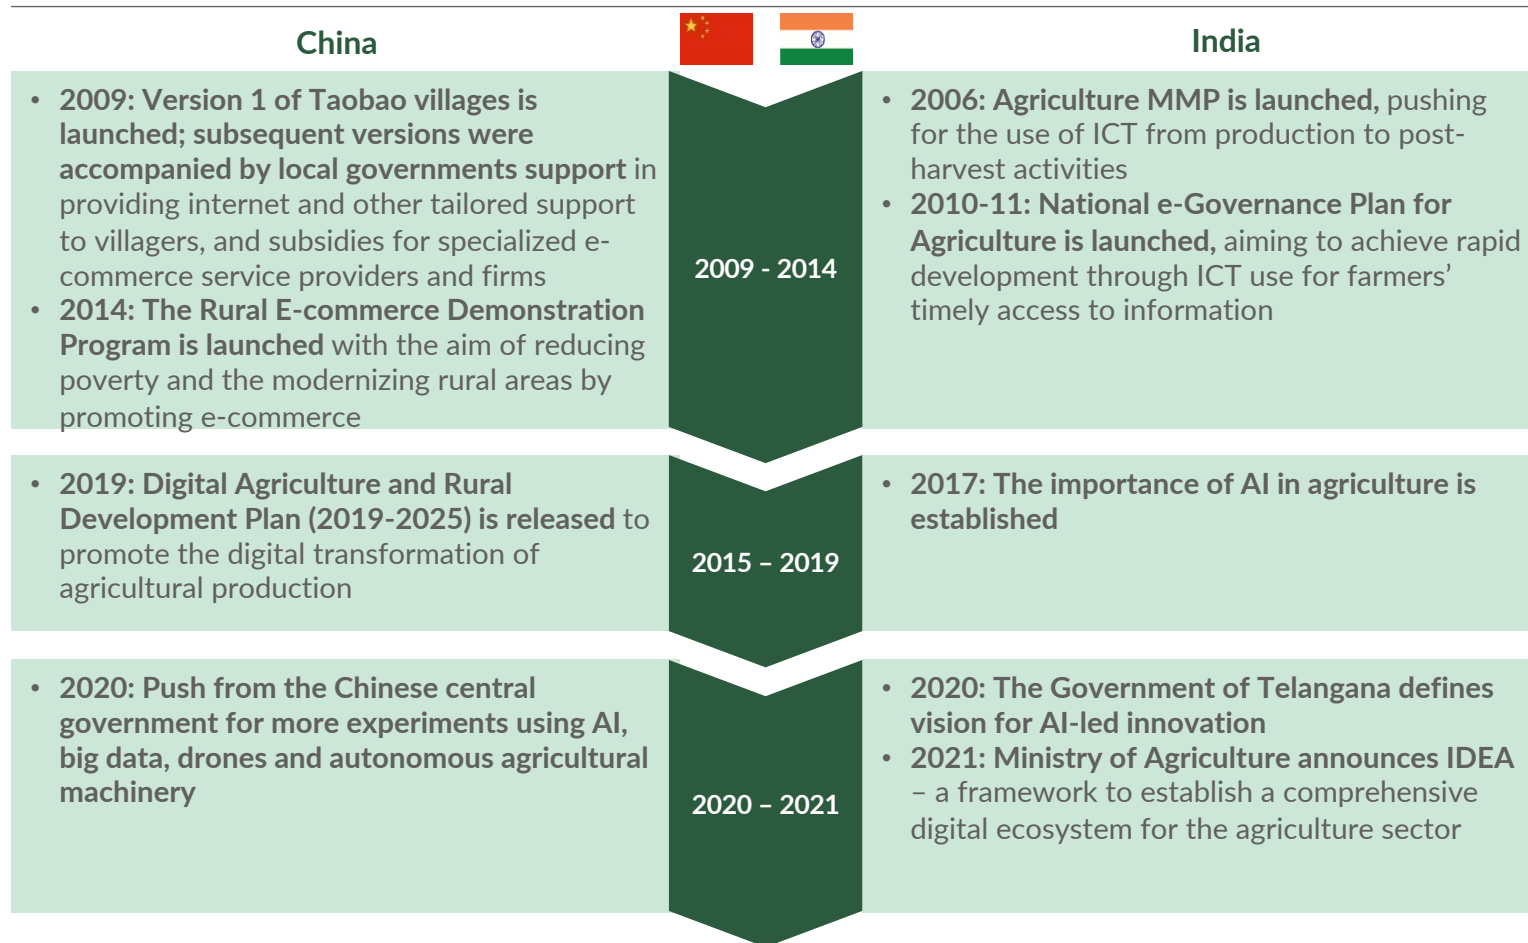 China
India
• 2009: Version 1 of Taobao villages is
launched; subsequent versions were
accompanied by local governments support in
providing internet and other tailored support
to villagers, and subsidies for specialized e-
commerce service providers and firms
• 2014: The Rural E-commerce Demonstration
Program is launched with the aim of reducing
poverty and the modernizing rural areas by
promoting e-commerce
2009 - 2014
• 2006: Agriculture MMP is launched, pushing
for the use of ICT from production to post-
harvest activities
• 2010-11: National e-Governance Plan for
Agriculture is launched, aiming to achieve rapid
development through ICT use for farmers’
timely access to information
• 2019: Digital Agriculture and Rural
Development Plan (2019-2025) is released to
promote the digital transformation of
agricultural production
2015 – 2019
• 2017: The importance of AI in agriculture is
established
• 2020: Push from the Chinese central
government for more experiments using AI,
big data, drones and autonomous agricultural
machinery
2020 – 2021
• 2020: The Government of Telangana defines
vision for AI-led innovation
• 2021: Ministry of Agriculture announces IDEA
– a framework to establish a comprehensive
digital ecosystem for the agriculture sector